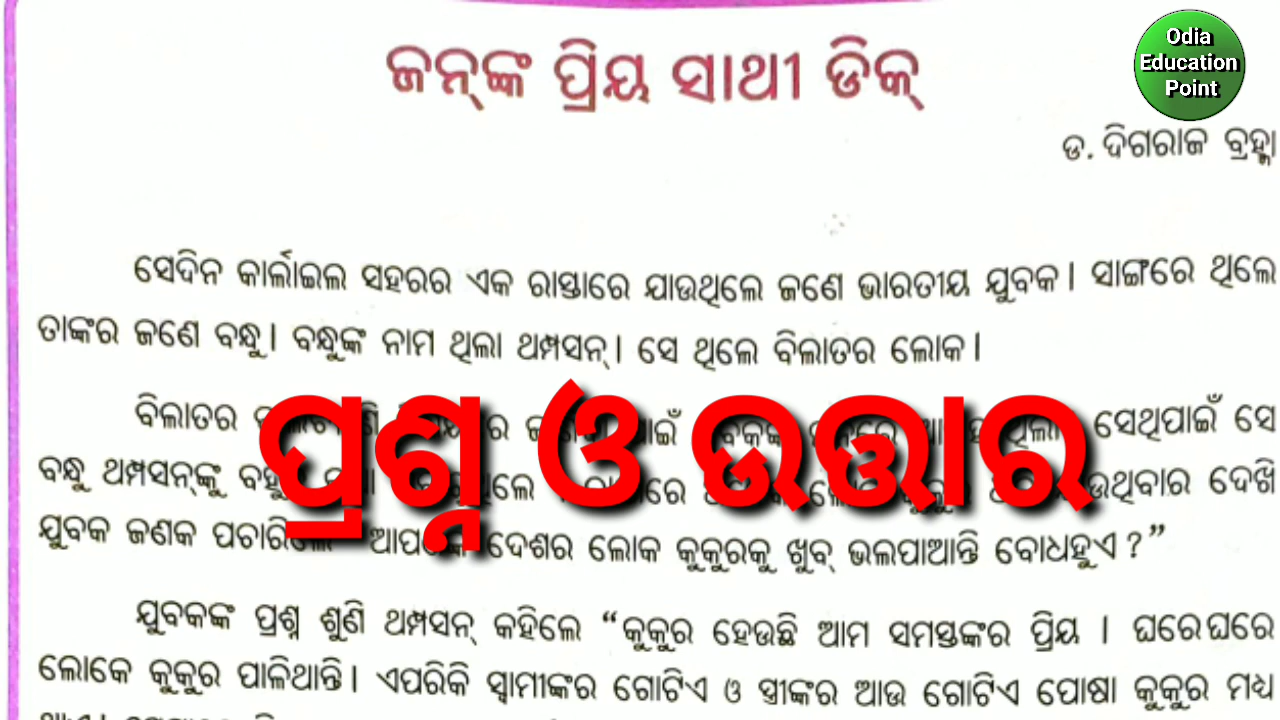 ଜନ୍‌ଙ୍କ ପ୍ରିୟ ସାଥୀ ଡିକ୍
Odia
Education
Point
ଡ. ଦିଗରାଜ ବ୍ରହ୍ମା
ସେଦିନ କାର୍ଲାଇଲ ସହରର ଏକ ରାସ୍ତାରେ ଯାଉଥିଲେ ଜଣେ ଭାରତୀୟ ଯୁବକ। ସାଙ୍ଗରେ ଥିଲେ
ତାଙ୍କର ଜଣେ ବନ୍ଧୁ। ବନ୍ଧୁଙ୍କ ନାମ ଥିଲା ଥମ୍ପସନ୍। ସେ ଥିଲେ ବିଲାତର ଲୋକ।
ବିଲାତର ସେଥିପାଇଁ ସେ
ପ୍ରଶ୍ନ ଓ ଉତ୍ତାର
ବନ୍ଧୁ ଥମ୍ପସନ୍‌ଙ୍କୁ ଦେଖି
ଯୁବକ ଜଣକ ଦେଶର ଲୋକ କୁକୁରକୁ ଖୁବ୍ ଭଲପାଆନ୍ତି ବୋଧହୁଏ ?”
ଯୁବକଙ୍କ ପ୍ରଶ୍ନ ଶୁଣି ଥମ୍ପସନ୍ କହିଲେ “କୁକୁର ହେଉଛି ଆମ ସମସ୍ତଙ୍କର ପ୍ରିୟ । ଘରେଘରେ
ଲୋକେ କୁକୁର ପାଳିଥାନ୍ତି। ଏପରିକି ସ୍ୱାମୀଙ୍କର ଗୋଟିଏ ଓ ସ୍ତ୍ରୀଙ୍କର ଆଉ ଗୋଟିଏ ପୋଷା କୁକୁର ମଧ୍ୟ